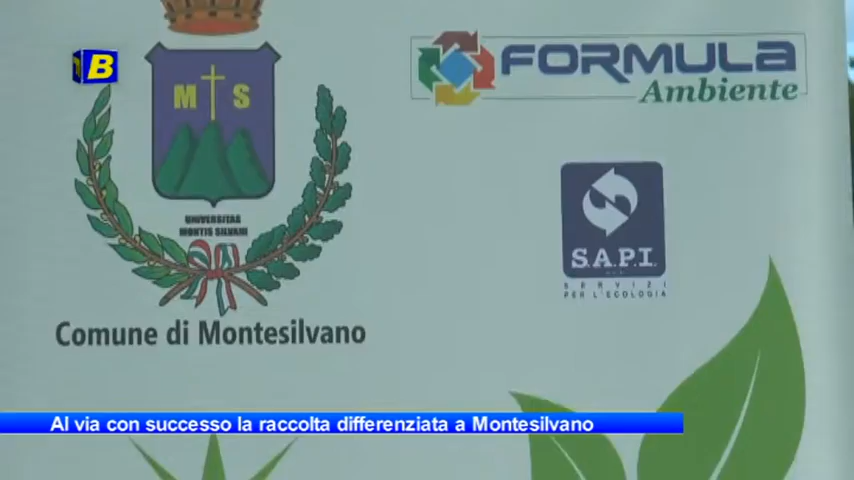 B
M S
UNIVERSITAS
MONTIS SILVANI
Comune di Montesilvano
FORMULA
Ambiente
S.A.P.I.
SERVIZI
PER L'ECOLOGIA
Al via con successo la raccolta differenziata a Montesilvano